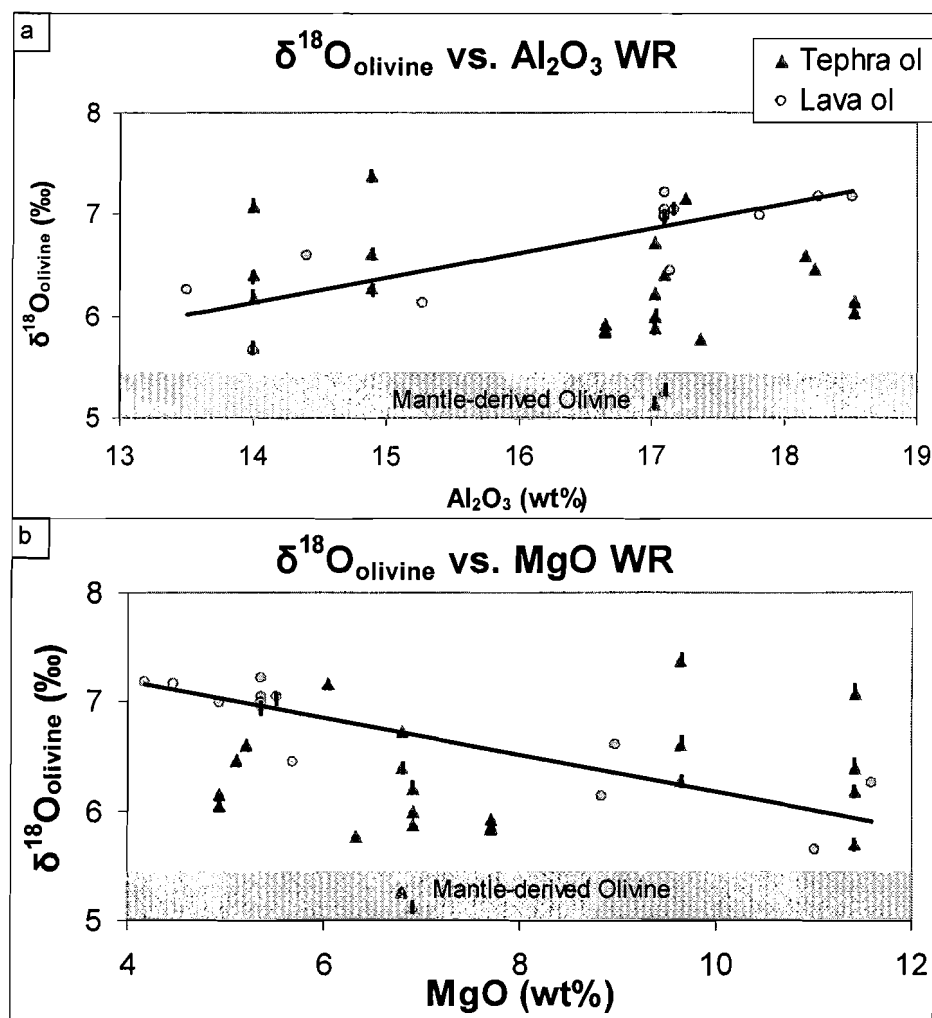 a
δ¹⁸Oolivine vs. Al₂O₃ WR
Tephra ol
Lava ol
8
7
6
5
δ¹⁸Oolivine (‰)
Mantle-derived Olivine
13 14 15 16 17 18 19
Al₂O₃ (wt%)
b
δ¹⁸Oolivine vs. MgO WR
8
7
6
5
δ¹⁸Oolivine (‰)
Mantle-derived Olivine
4 6 8 10 12
MgO (wt%)